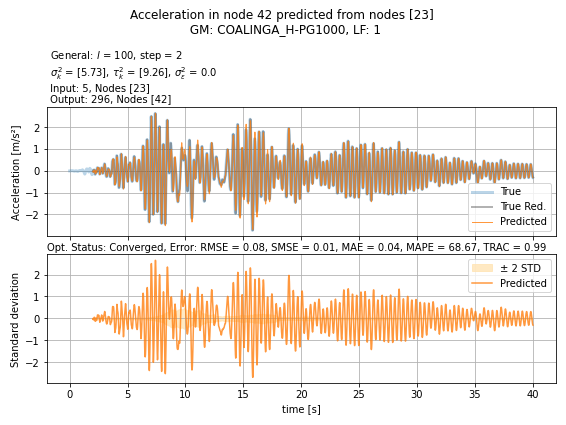 Acceleration in node 42 predicted from nodes [23]
GM: COALINGA_H-PG1000, LF: 1
General: l = 100, step = 2
σ²ₖ = [5.73], τ²ₖ = [9.26], σ²ε = 0.0
Input: 5, Nodes [23]
Output: 296, Nodes [42]
Acceleration [m/s²]
2
1
0
−1
−2
True
True Red.
Predicted
Opt. Status: Converged, Error: RMSE = 0.08, SMSE = 0.01, MAE = 0.04, MAPE = 68.67, TRAC = 0.99
Standard deviation
2
1
0
−1
−2
± 2 STD
Predicted
0 5 10 15 20 25 30 35 40
time [s]